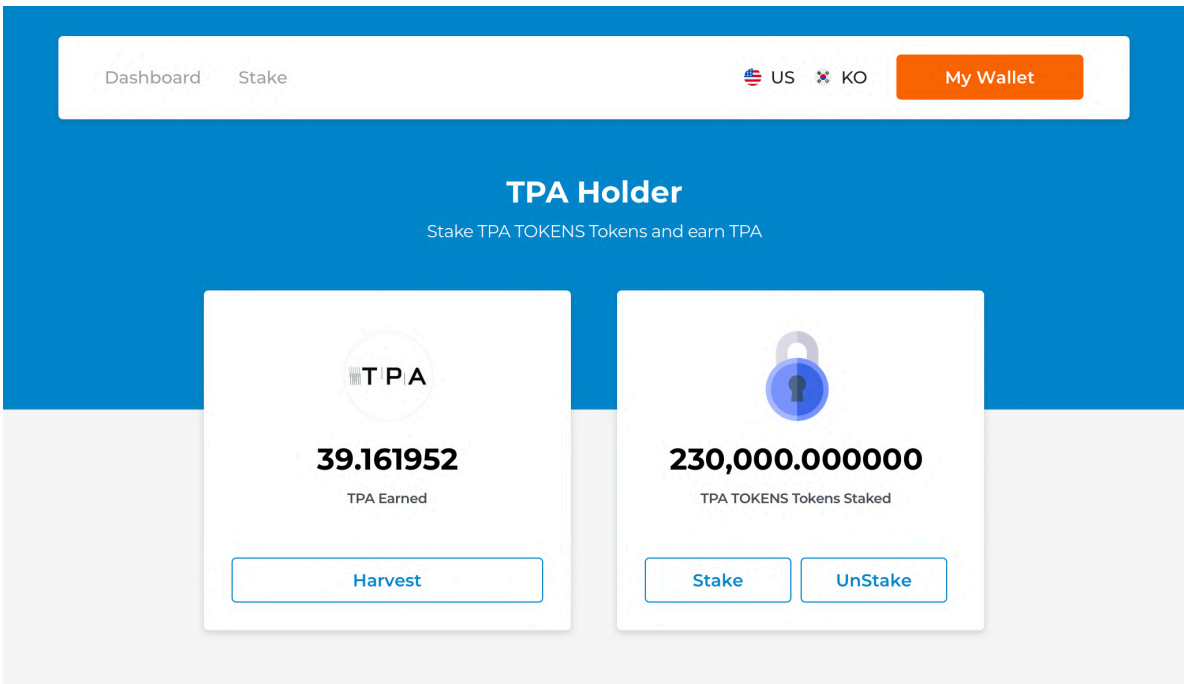 Dashboard Stake US KO My Wallet
TPA Holder
Stake TPA TOKENS Tokens and earn TPA
TPA
39.161952
TPA Earned
Harvest
230,000.000000
TPA TOKENS Tokens Staked
Stake UnStake